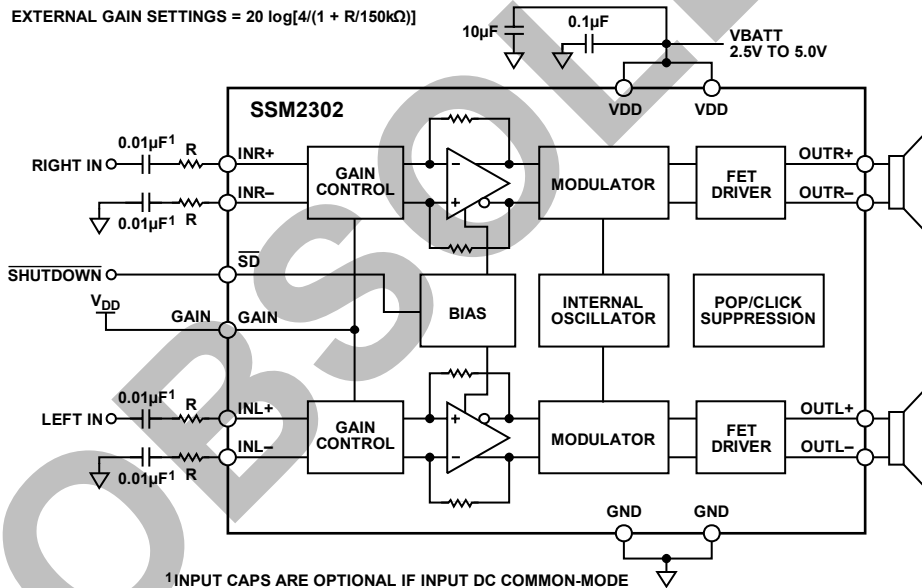 EXTERNAL GAIN SETTINGS = 20 log[4/(1 + R/150kΩ)]
10µF
0.1µF
VBATT
2.5V TO 5.0V
VDD
VDD
SSM2302
RIGHT IN
0.01µF1
R
INR+
GAIN
CONTROL
MODULATOR
FET
DRIVER
OUTR+
INR–
OUTR–
0.01µF1
R
SHUTDOWN
SD
BIAS
INTERNAL
OSCILLATOR
POP/CLICK
SUPPRESSION
VDD
GAIN
GAIN
LEFT IN
0.01µF1
R
INL+
GAIN
CONTROL
MODULATOR
FET
DRIVER
OUTL+
INL–
OUTL–
0.01µF1
R
GND
GND
1INPUT CAPS ARE OPTIONAL IF INPUT DC COMMON-MODE